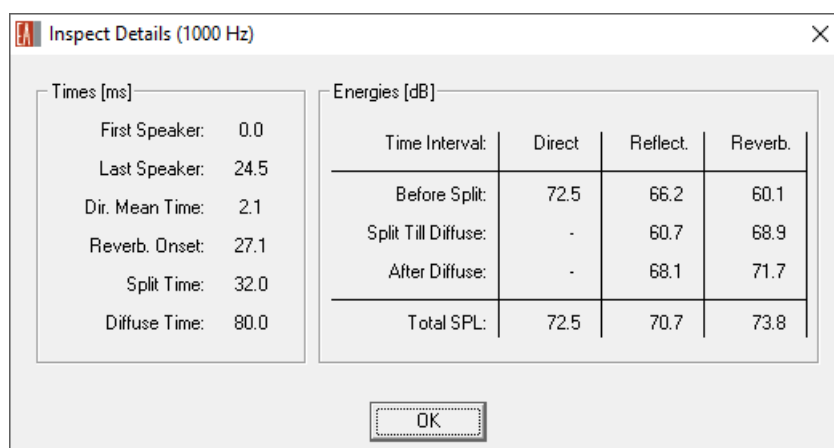 EA Inspect Details (1000 Hz)
Times [ms]
First Speaker: 0.0
Last Speaker: 24.5
Dir. Mean Time: 2.1
Reverb. Onset: 27.1
Split Time: 32.0
Diffuse Time: 80.0
Energies [dB]
Time Interval: Direct Reflect. Reverb.
Before Split: 72.5 66.2 60.1
Split Till Diffuse: - 60.7 68.9
After Diffuse: - 68.1 71.7
Total SPL: 72.5 70.7 73.8
OK